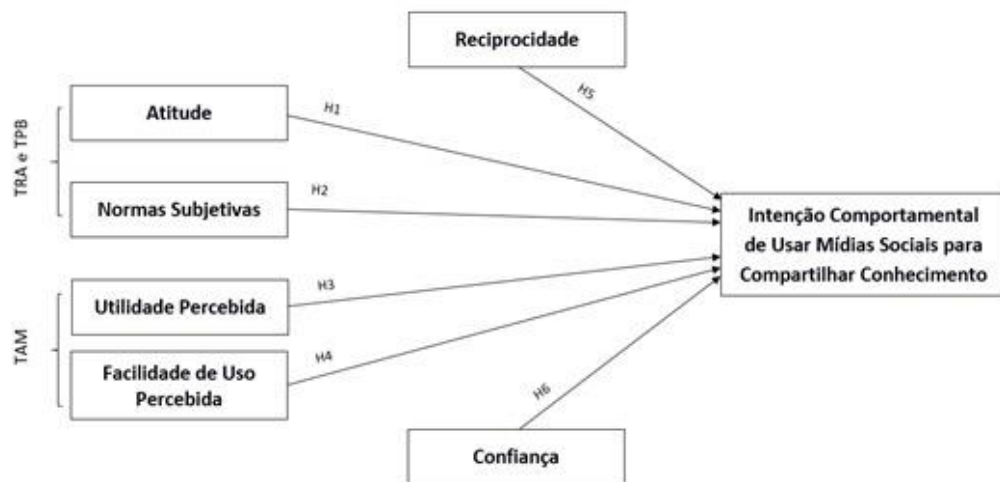 Reciprocidade
H5
TRA e TPB
Atitude
H1
Normas Subjetivas
H2
Intenção Comportamental
de Usar Mídias Sociais para
Compartilhar Conhecimento
TAM
Utilidade Percebida
H3
Facilidade de Uso
Percebida
H4
H6
Confiança